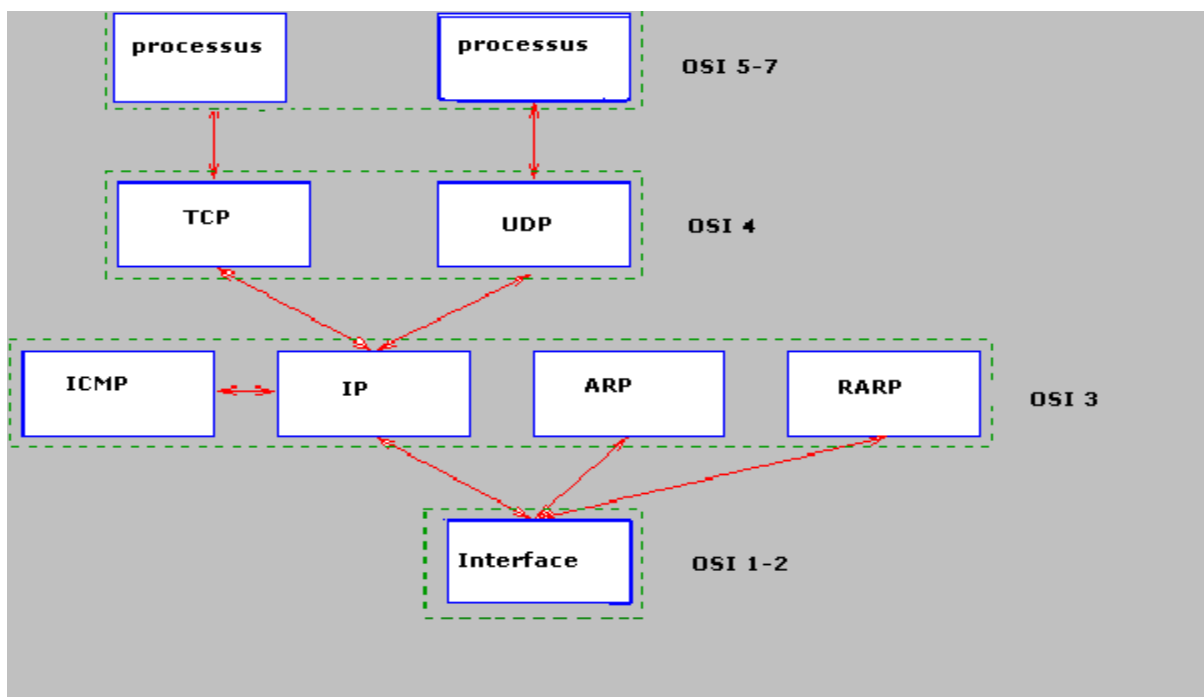 processus
processus
OSI 5-7
TCP
UDP
OSI 4
ICMP
IP
ARP
RARP
OSI 3
Interface
OSI 1-2